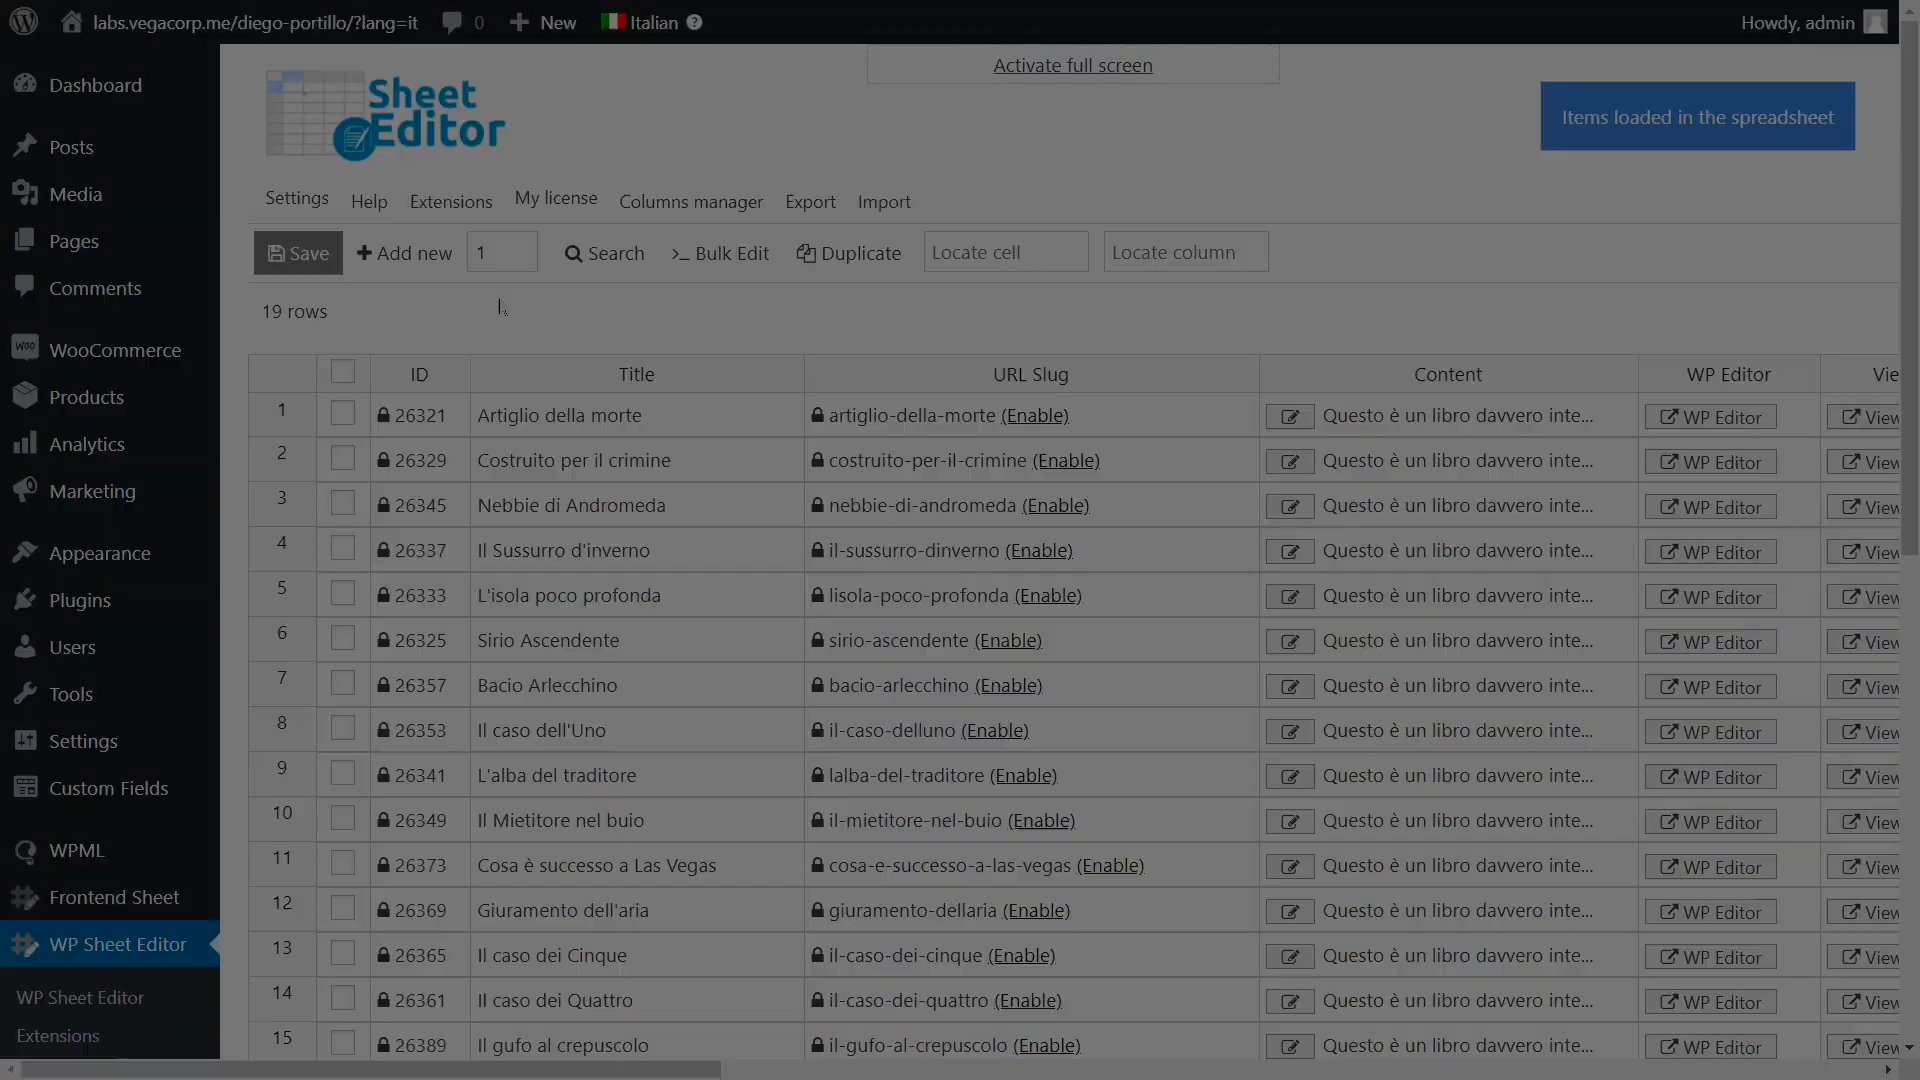 labs.vegacorp.me/diego-portillo/?lang=it 0 New Italian Howdy, admin
Dashboard
Posts
Media
Pages
Comments
WooCommerce
Products
Analytics
Marketing
Appearance
Plugins
Users
Tools
Settings
Custom Fields
WPML
Frontend Sheet
WP Sheet Editor
WP Sheet Editor
Extensions
Activate full screen
Sheet
Editor
Items loaded in the spreadsheet
Settings Help Extensions My license Columns manager Export Import
Save Add new 1 Search Bulk Edit Duplicate Locate cell Locate column
19 rows
ID Title URL Slug Content WP Editor Vie
1 26321 Artiglio della morte artiglio-della-morte (Enable) Questo è un libro davvero inte... WP Editor View
2 26329 Costruito per il crimine costruito-per-il-crimine (Enable) Questo è un libro davvero inte... WP Editor View
3 26345 Nebbie di Andromeda nebbie-di-andromeda (Enable) Questo è un libro davvero inte... WP Editor View
4 26337 Il Sussurro d'inverno il-sussurro-dinverno (Enable) Questo è un libro davvero inte... WP Editor View
5 26333 L'isola poco profonda lisola-poco-profonda (Enable) Questo è un libro davvero inte... WP Editor View
6 26325 Sirio Ascendente sirio-ascendente (Enable) Questo è un libro davvero inte... WP Editor View
7 26357 Bacio Arlecchino bacio-arlecchino (Enable) Questo è un libro davvero inte... WP Editor View
8 26353 Il caso dell'Uno il-caso-delluno (Enable) Questo è un libro davvero inte... WP Editor View
9 26341 L'alba del traditore lalba-del-traditore (Enable) Questo è un libro davvero inte... WP Editor View
10 26349 Il Mietitore nel buio il-mietitore-nel-buio (Enable) Questo è un libro davvero inte... WP Editor View
11 26373 Cosa è successo a Las Vegas cosa-e-successo-a-las-vegas (Enable) Questo è un libro davvero inte... WP Editor View
12 26369 Giuramento dell'aria giuramento-dellaria (Enable) Questo è un libro davvero inte... WP Editor View
13 26365 Il caso dei Cinque il-caso-dei-cinque (Enable) Questo è un libro davvero inte... WP Editor View
14 26361 Il caso dei Quattro il-caso-dei-quattro (Enable) Questo è un libro davvero inte... WP Editor View
15 26389 Il gufo al crepuscolo il-gufo-al-crepuscolo (Enable) Questo è un libro davvero inte... WP Editor View